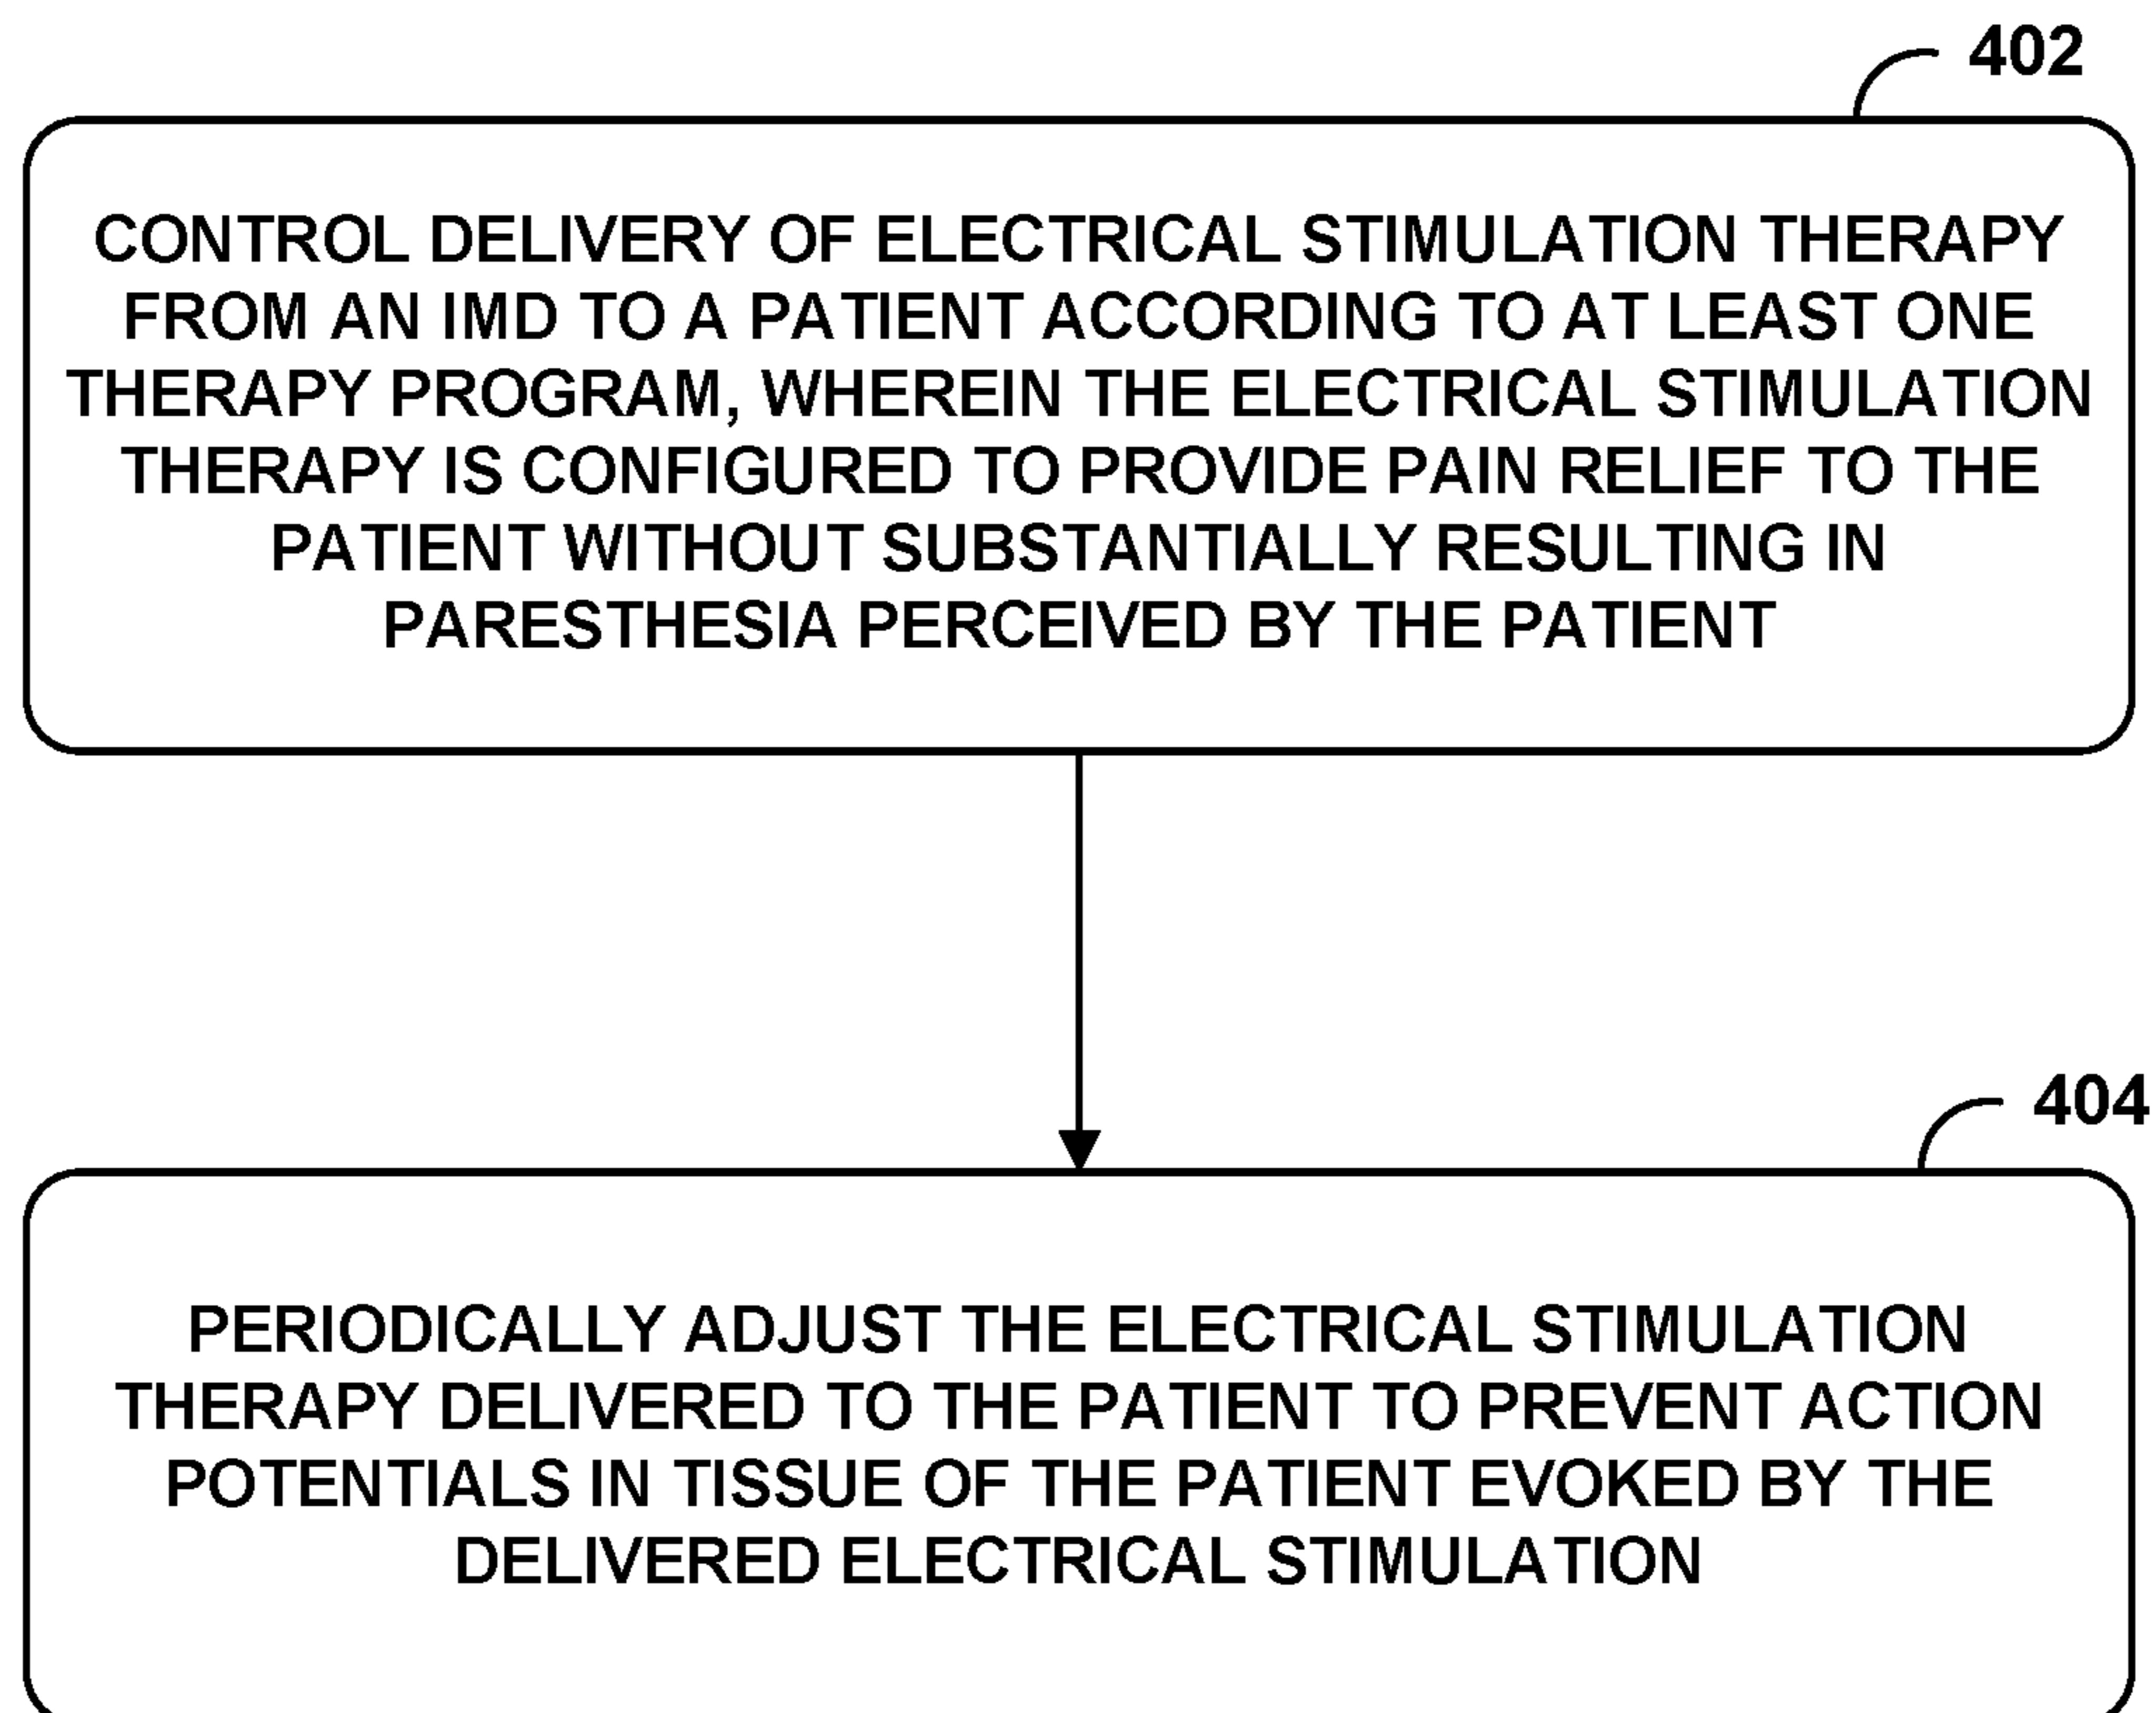 402
CONTROL DELIVERY OF ELECTRICAL STIMULATION THERAPY
FROM AN IMD TO A PATIENT ACCORDING TO AT LEAST ONE
THERAPY PROGRAM, WHEREIN THE ELECTRICAL STIMULATION
THERAPY IS CONFIGURED TO PROVIDE PAIN RELIEF TO THE
PATIENT WITHOUT SUBSTANTIALLY RESULTING IN
PARESTHESIA PERCEIVED BY THE PATIENT
404
PERIODICALLY ADJUST THE ELECTRICAL STIMULATION
THERAPY DELIVERED TO THE PATIENT TO PREVENT ACTION
POTENTIALS IN TISSUE OF THE PATIENT EVOKED BY THE
DELIVERED ELECTRICAL STIMULATION